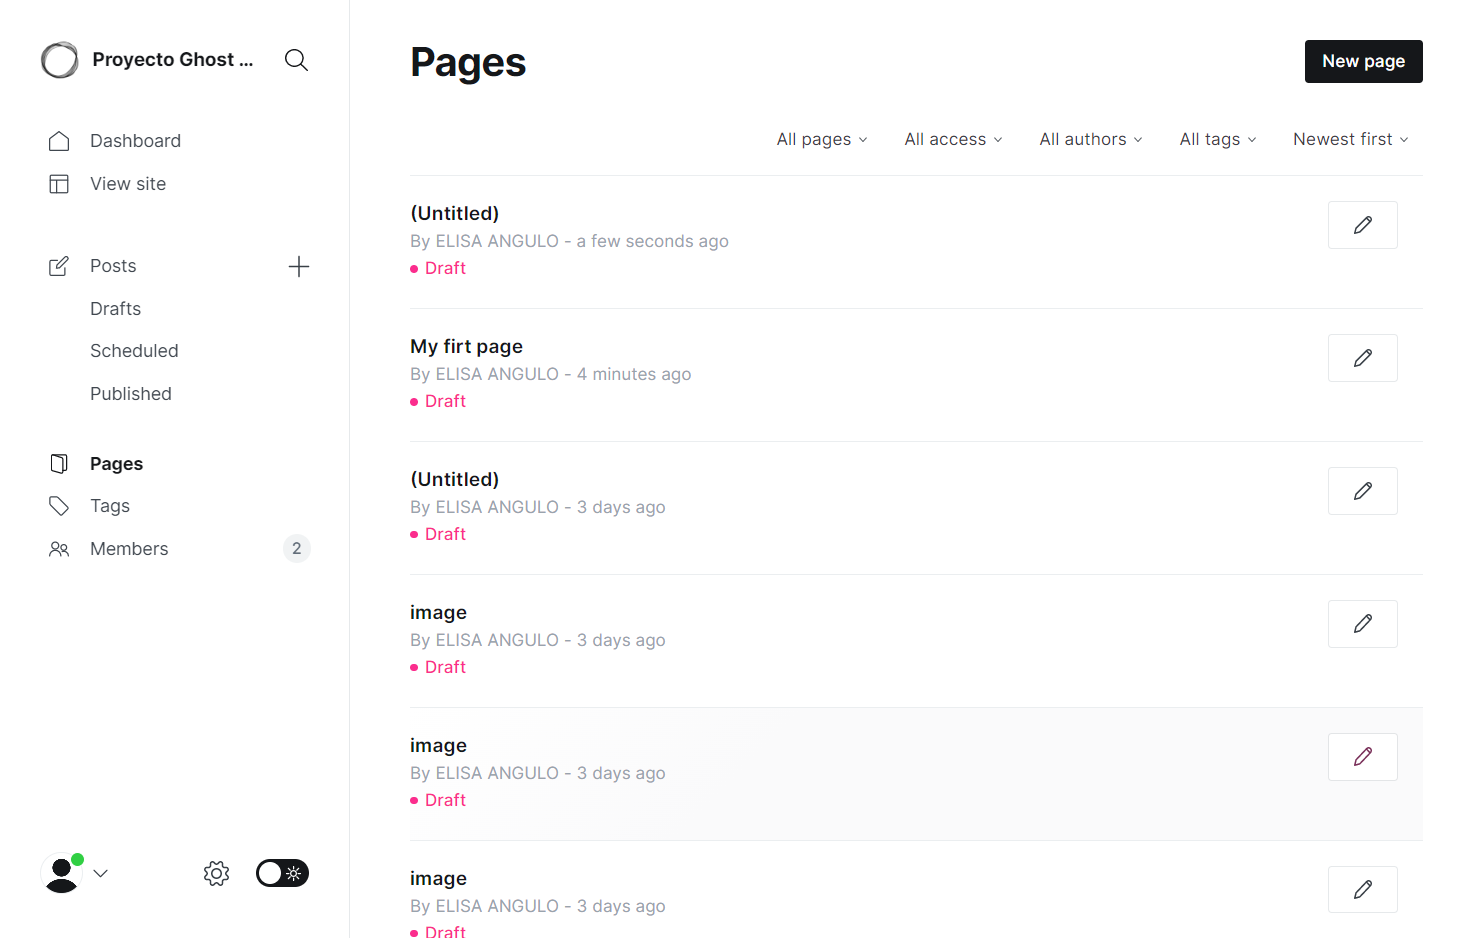 Proyecto Ghost ...
Dashboard
View site
Posts
Drafts
Scheduled
Published
Pages
Tags
Members
2
Pages
New page
All pages
All access
All authors
All tags
Newest first
(Untitled)
By ELISA ANGULO - a few seconds ago
Draft
My firt page
By ELISA ANGULO - 4 minutes ago
Draft
(Untitled)
By ELISA ANGULO - 3 days ago
Draft
image
By ELISA ANGULO - 3 days ago
Draft
image
By ELISA ANGULO - 3 days ago
Draft
image
By ELISA ANGULO - 3 days ago
Draft